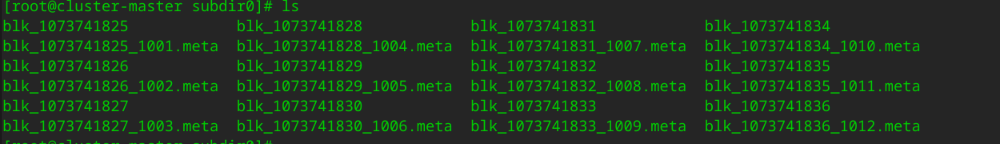 [root@cluster-master subdir0]# ls
blk_1073741825 blk_1073741828 blk_1073741831 blk_1073741834
blk_1073741825_1001.meta blk_1073741828_1004.meta blk_1073741831_1007.meta blk_1073741834_1010.meta
blk_1073741826 blk_1073741829 blk_1073741832 blk_1073741835
blk_1073741826_1002.meta blk_1073741829_1005.meta blk_1073741832_1008.meta blk_1073741835_1011.meta
blk_1073741827 blk_1073741830 blk_1073741833 blk_1073741836
blk_1073741827_1003.meta blk_1073741830_1006.meta blk_1073741833_1009.meta blk_1073741836_1012.meta
[root@cluster-master subdir0]#